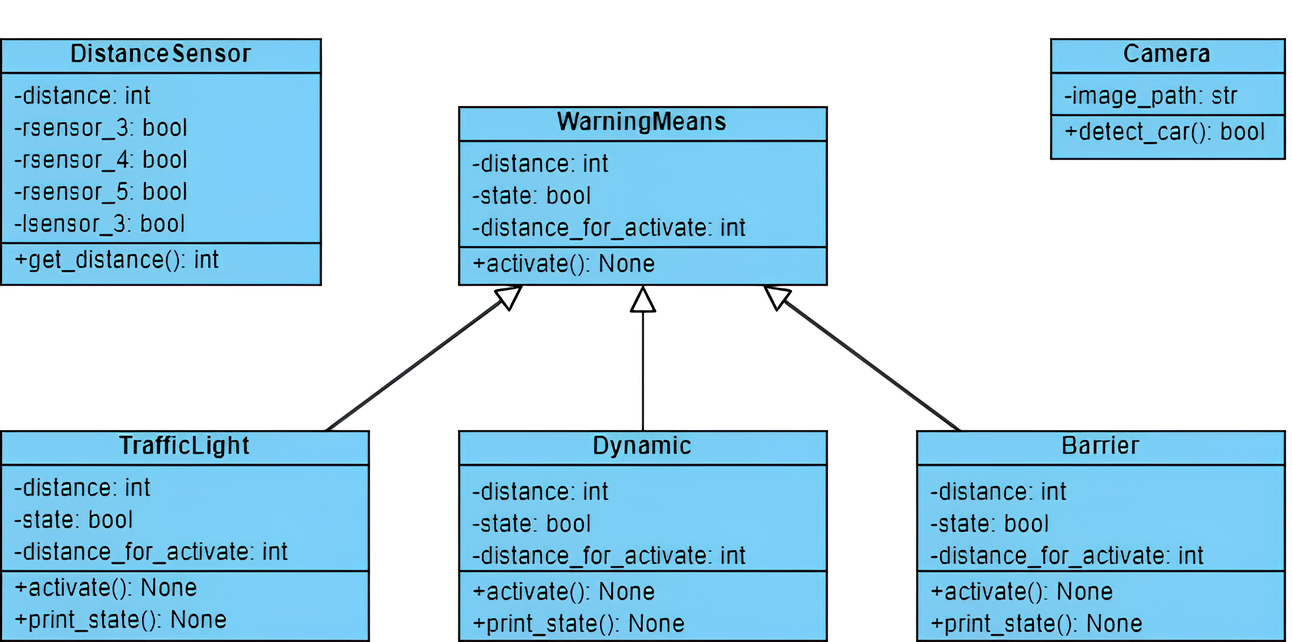 DistanceSensor
-distance: int
-rsensor_3: bool
-rsensor_4: bool
-rsensor_5: bool
-lsensor_3: bool
+get_distance(): int
WarningMeans
-distance: int
-state: bool
-distance_for_activate: int
+activate(): None
Camera
-image_path: str
+detect_car(): bool
TrafficLight
-distance: int
-state: bool
-distance_for_activate: int
+activate(): None
+print_state(): None
Dynamic
-distance: int
-state: bool
-distance_for_activate: int
+activate(): None
+print_state(): None
Barrier
-distance: int
-state: bool
-distance_for_activate: int
+activate(): None
+print_state(): None